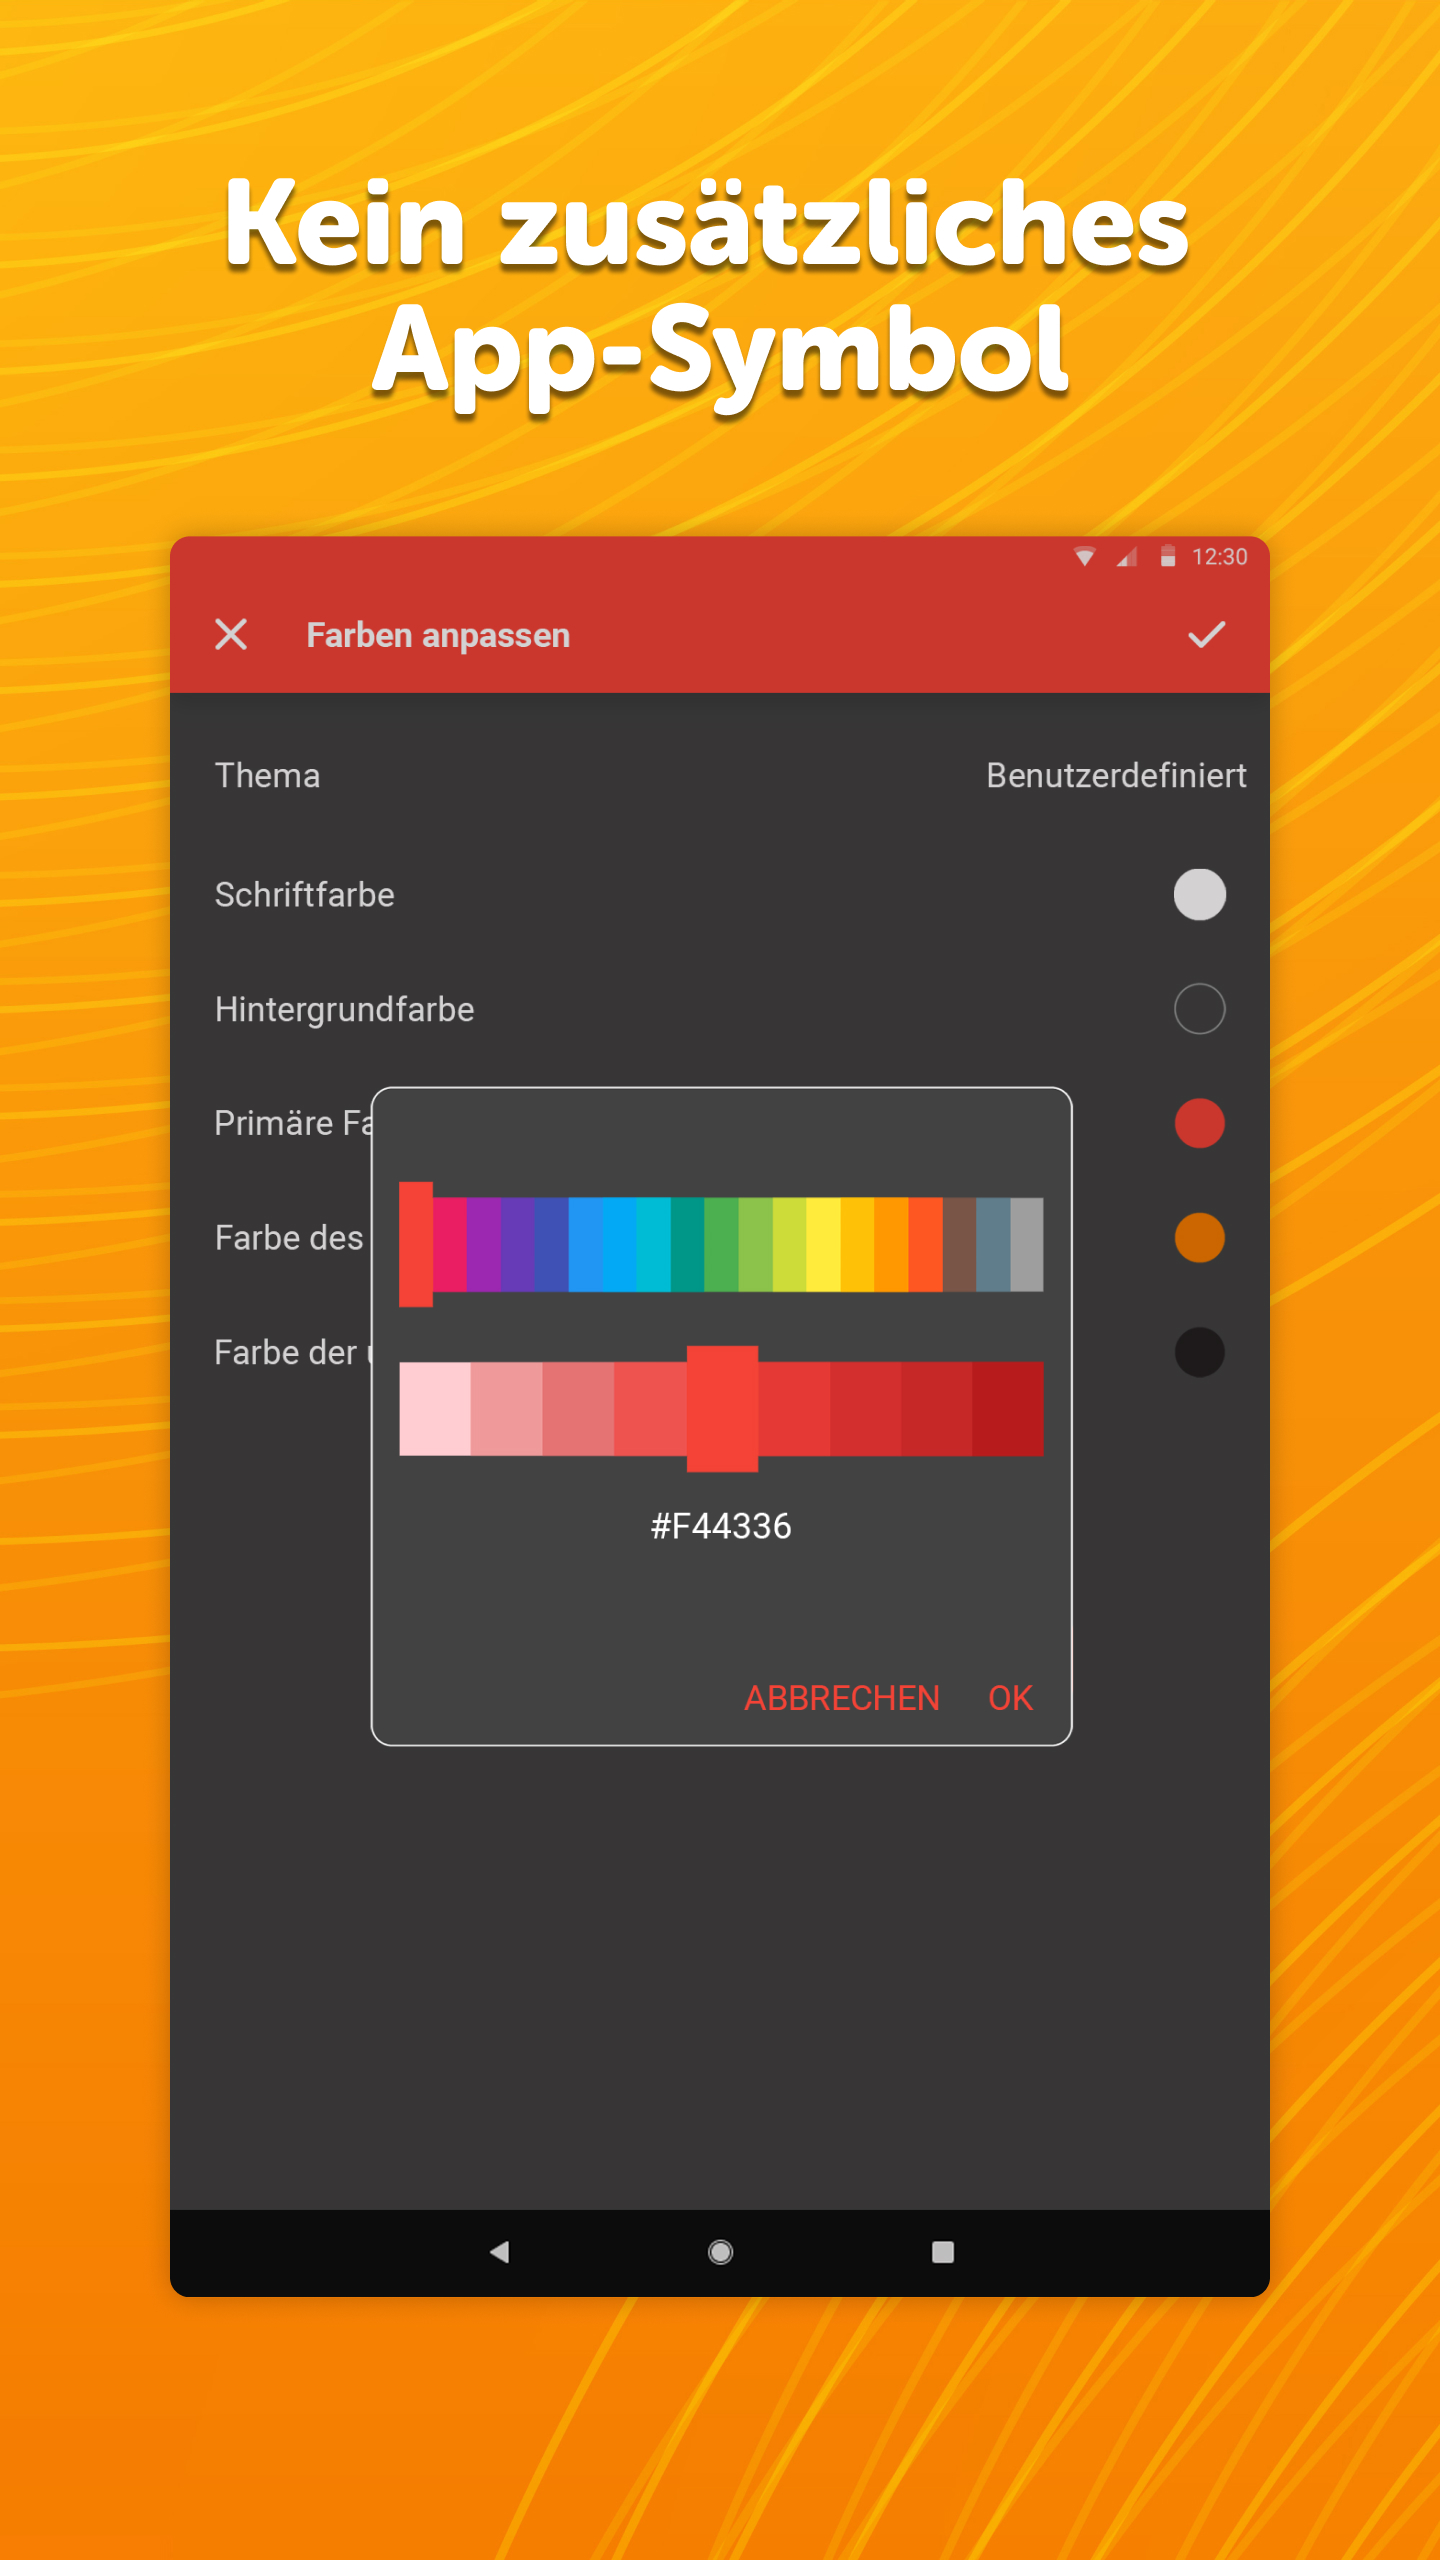 Kein zusätzliches
App-Symbol
12:30
Farben anpassen
Thema Benutzerdefiniert
Schriftfarbe
Hintergrundfarbe
Primäre
Farbe des
Farbe der
#F44336
ABBRECHEN OK